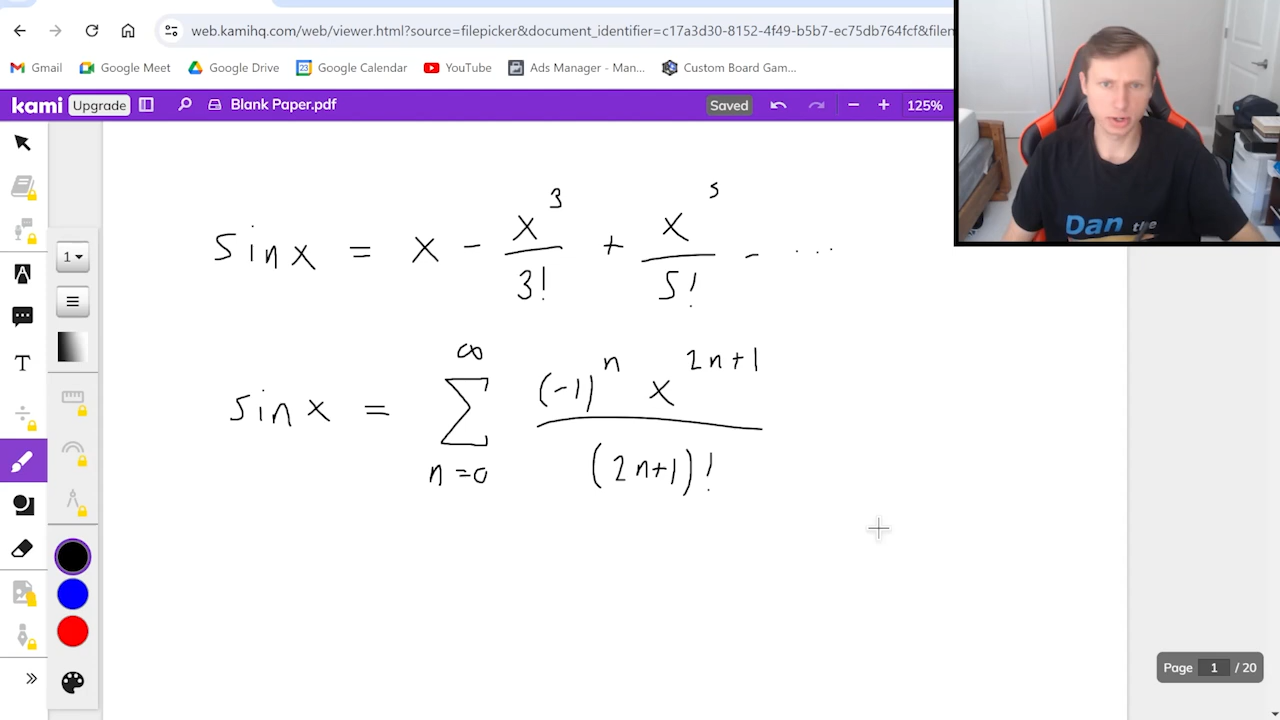 web.kamihq.com/web/viewer.html?source=filepicker&document_identifier=c17a3d30-8152-4f49-b5b7-ec75db764fcf&filen
Gmail Google Meet Google Drive 23 Google Calendar YouTube Ads Manager - Man... Custom Board Gam...
kami Upgrade Blank Paper.pdf Saved 125%
Dan the
sin x = x - x^3/3! + x^5/5! - ...
1
A
T
sin x = ∑_{n=0}^{∞} (-1)^n x^{2n+1}/(2n+1)!
Page 1 / 20